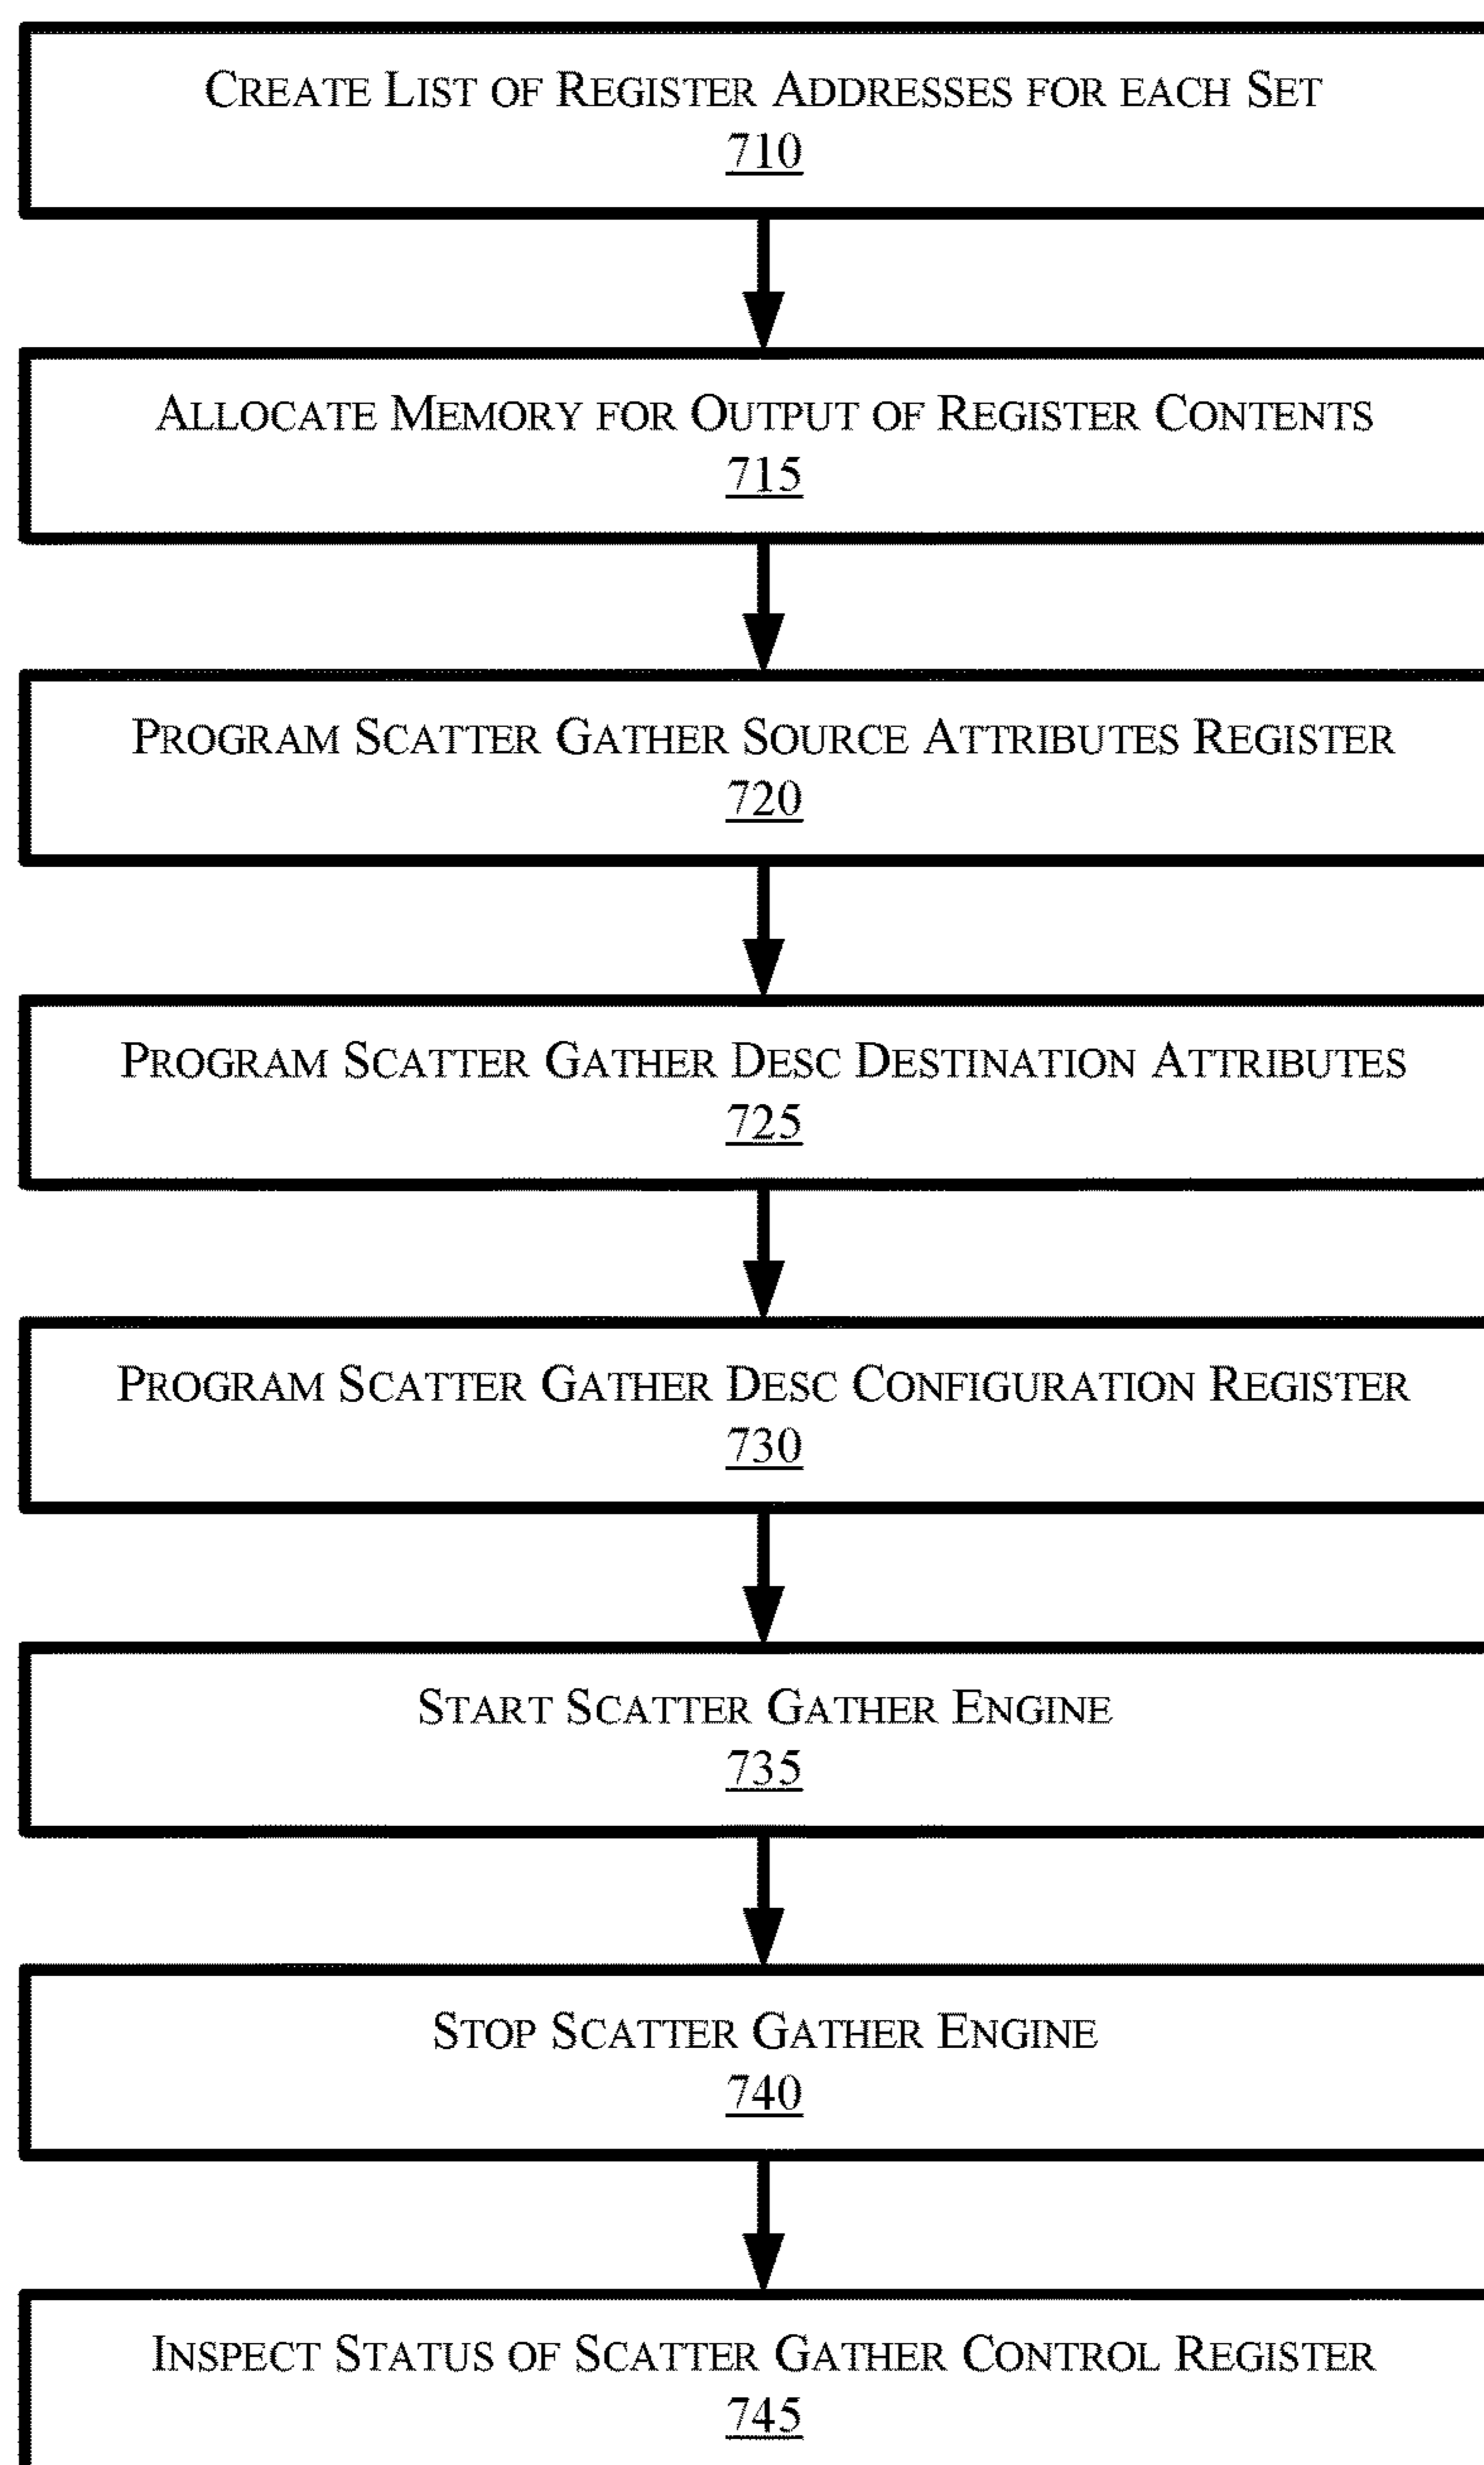 Create List of Register Addresses for each Set
710
Allocate Memory for Output of Register Contents
715
Program Scatter Gather Source Attributes Register
720
Program Scatter Gather Desc Destination Attributes
725
Program Scatter Gather Desc Configuration Register
730
Start Scatter Gather Engine
735
Stop Scatter Gather Engine
740
Inspect Status of Scatter Gather Control Register
745